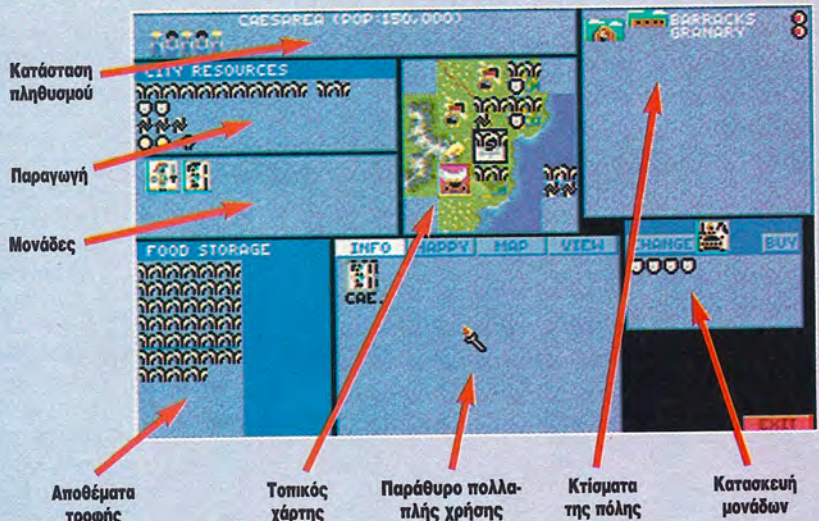 CAESAREA (POP:150,000)
BARRACKS
GRANARY
Κατάσταση
πληθυσμού
CITY RESOURCES
Παραγωγή
Μονάδες
FOOD STORAGE
INFO HAPPY MAP VIEW
CHANGE BUY
CAE.
EXIT
Αποθέματα
τροφής
Τοπικός
χάρτης
Παράθυρο πολλα-
πλής χρήσης
Κτίσματα
της πόλης
Κατασκευή
μονάδων